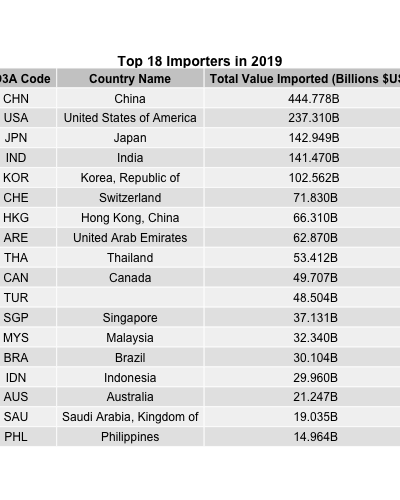 Top 18 Importers in 2019
03A Code Country Name Total Value Imported (Billions $US
CHN China 444.778B
USA United States of America 237.310B
JPN Japan 142.949B
IND India 141.470B
KOR Korea, Republic of 102.562B
CHE Switzerland 71.830B
HKG Hong Kong, China 66.310B
ARE United Arab Emirates 62.870B
THA Thailand 53.412B
CAN Canada 49.707B
TUR 48.504B
SGP Singapore 37.131B
MYS Malaysia 32.340B
BRA Brazil 30.104B
IDN Indonesia 29.960B
AUS Australia 21.247B
SAU Saudi Arabia, Kingdom of 19.035B
PHL Philippines 14.964B